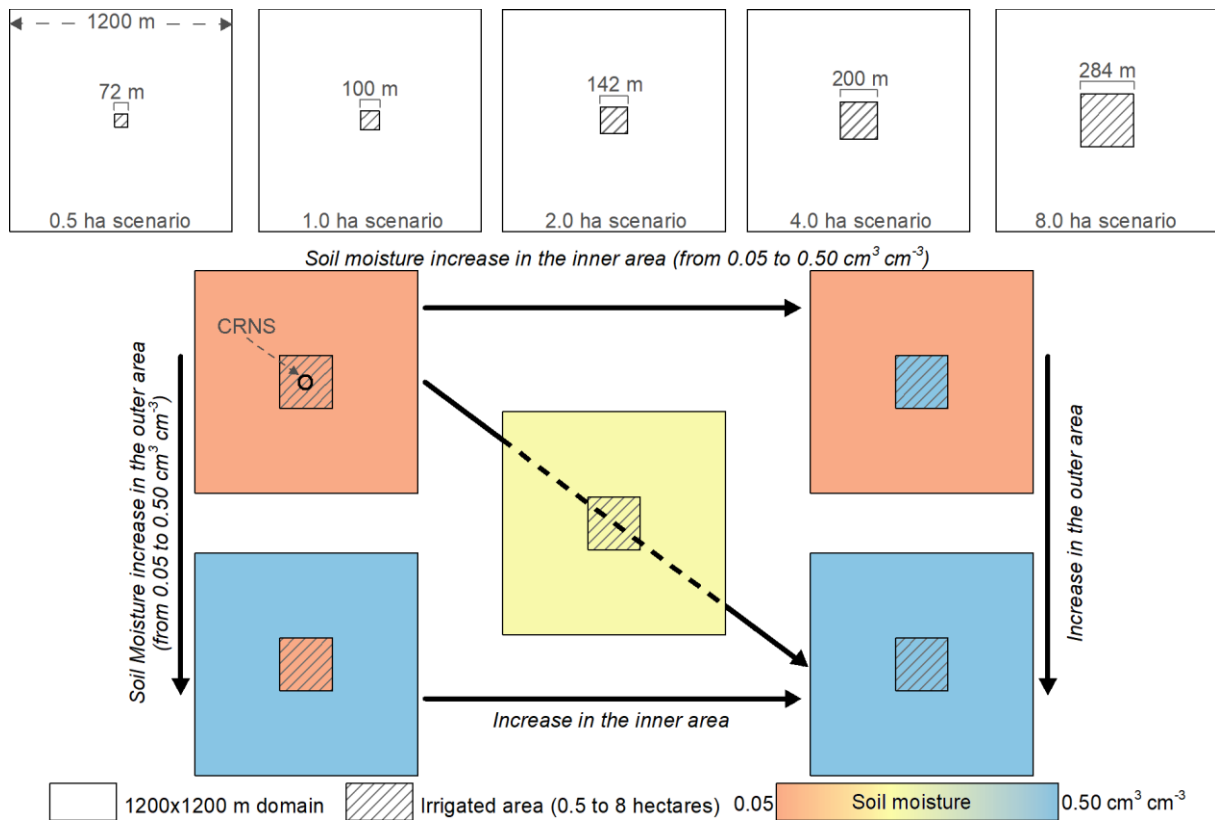 1200 m
72 m
100 m
142 m
200 m
284 m
0.5 ha scenario
1.0 ha scenario
2.0 ha scenario
4.0 ha scenario
8.0 ha scenario
Soil moisture increase in the inner area (from 0.05 to 0.50 cm³ cm⁻³)
CRNS
Soil Moisture increase in the outer area
(from 0.05 to 0.50 cm³ cm⁻³)
Increase in the outer area
Increase in the inner area
1200x1200 m domain
Irrigated area (0.5 to 8 hectares)
0.05
Soil moisture
0.50 cm³ cm⁻³